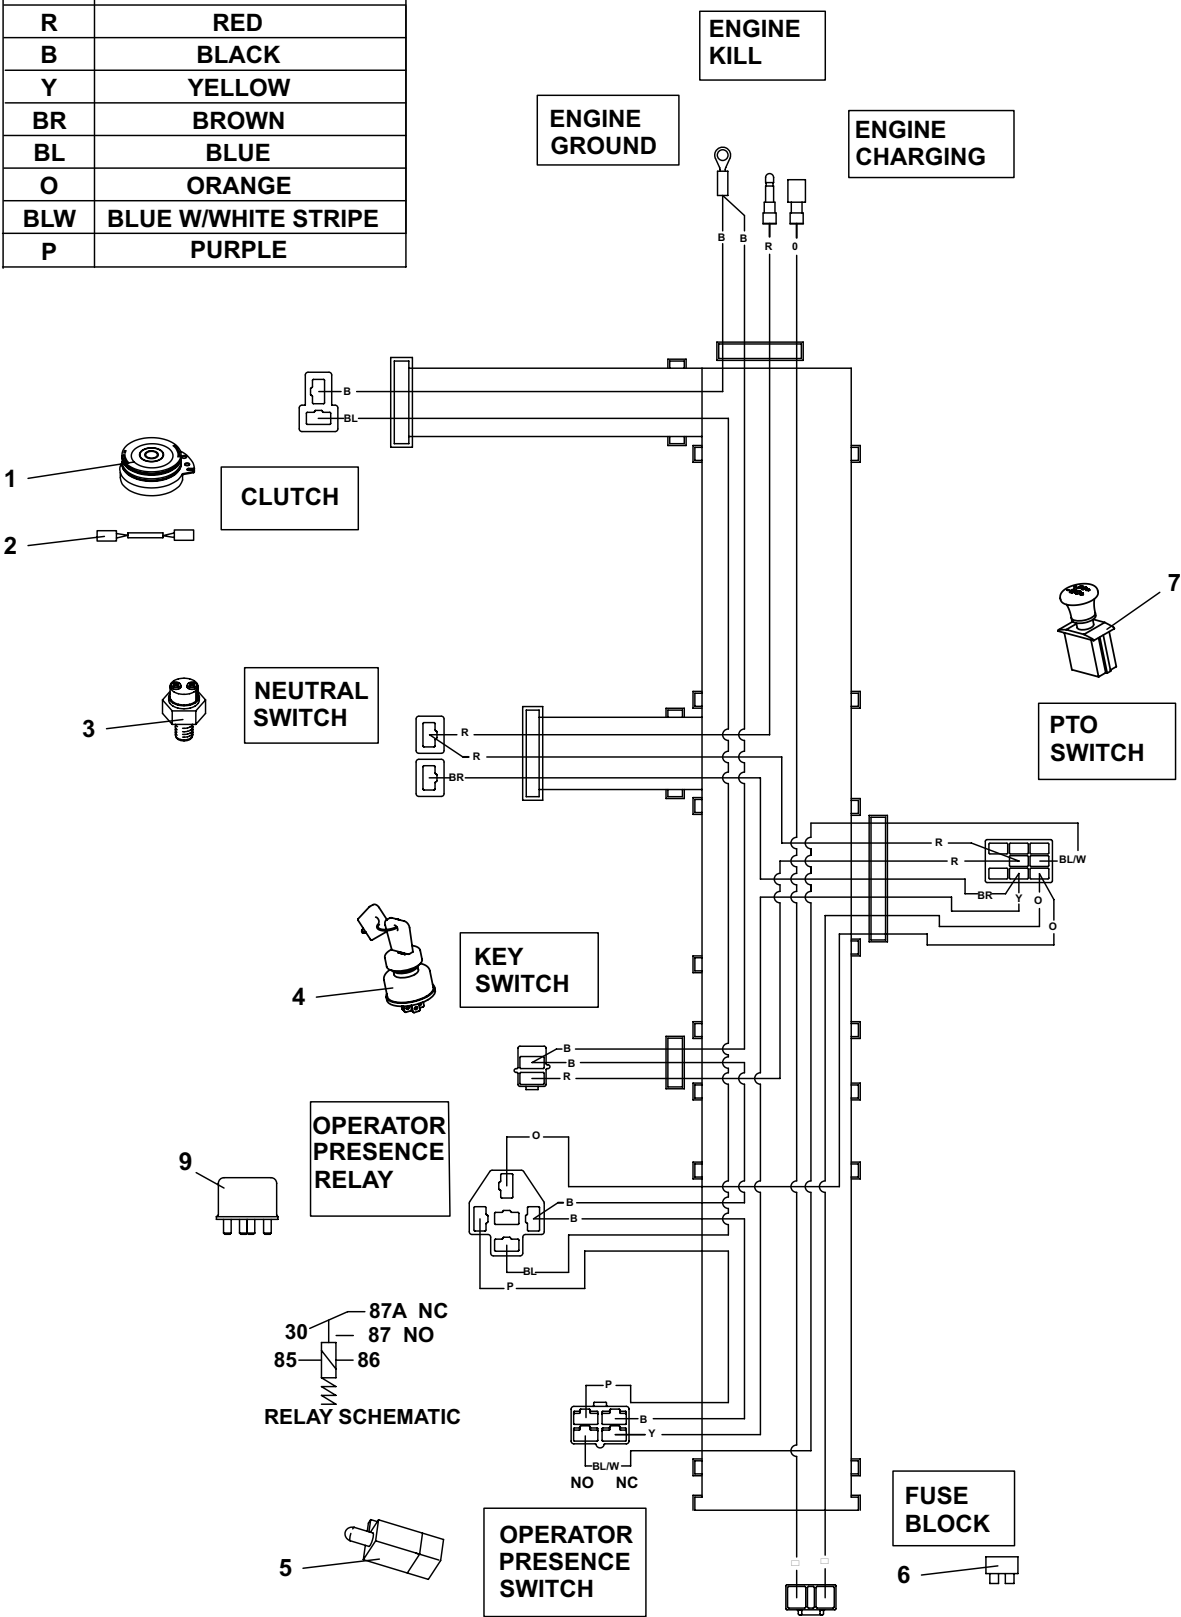 R RED
B BLACK
Y YELLOW
BR BROWN
BL BLUE
O ORANGE
BLW BLUE W/WHITE STRIPE
P PURPLE
ENGINE
KILL
ENGINE
GROUND
ENGINE
CHARGING
B B R 0
B
BL
1
CLUTCH
2
7
NEUTRAL
SWITCH
3
R
R
BR
PTO
SWITCH
R
R
BL/W
BR Y O
O
KEY
SWITCH
4
B
B
R
OPERATOR
PRESENCE
RELAY
9
O
B
B
BL
P
87A NC
30 87 NO
85 86
RELAY SCHEMATIC
P
B
Y
BL/W
NO NC
FUSE
BLOCK
OPERATOR
PRESENCE
SWITCH
5
6